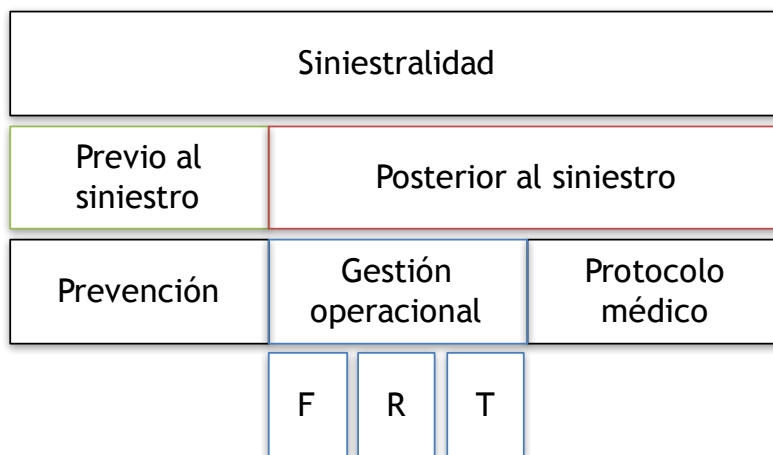 Siniestralidad
Previo al
siniestro
Posterior al siniestro
Prevención
Gestión
operacional
Protocolo
médico
F
R
T